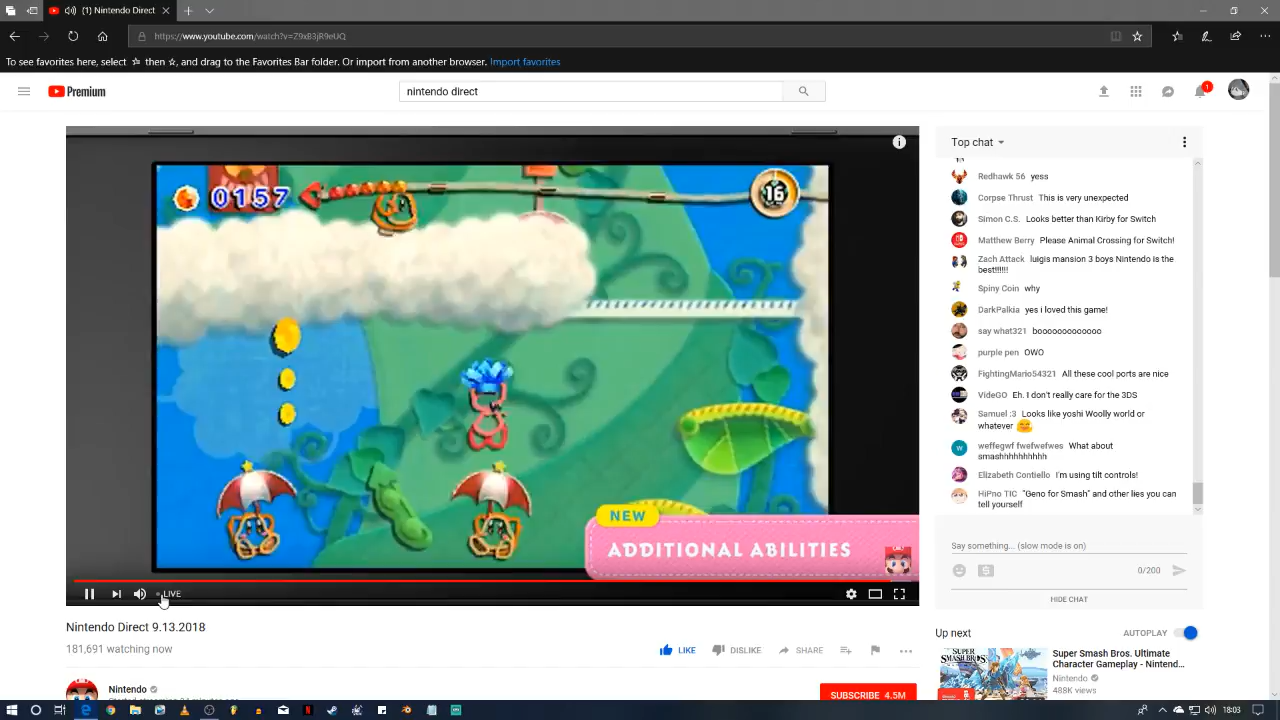 (1) Nintendo Direct
https://www.youtube.com/watch?v=Z9xB3jR9eUQ
To see favorites here, select ☆ then ☆, and drag to the Favorites Bar folder. Or import from another browser. Import favorites
Premium
nintendo direct
1
0157
16
NEW
ADDITIONAL ABILITIES
LIVE
Nintendo Direct 9.13.2018
181,691 watching now
LIKE
DISLIKE
SHARE
Nintendo
SUBSCRIBE 4.5M
Top chat
Redhawk 56 yess
Corpse Thrust This is very unexpected
Simon C.S. Looks better than Kirby for Switch
Matthew Berry Please Animal Crossing for Switch!
Zach Attack luigis mansion 3 boys Nintendo is the
best!!!!!!
Spiny Coin why
DarkPalkia yes i loved this game!
say what321 booooooooooooo
purple pen OWO
FightingMario54321 All these cool ports are nice
VideGO Eh. I don't really care for the 3DS
Samuel :3 Looks like yoshi Woolly world or
whatever 🤗
weffegwf fwefwefwes What about
smashhhhhhhhhh
Elizabeth Contiello I'm using tilt controls!
HiPno TIC "Geno for Smash" and other lies you can
tell yourself
Say something... (slow mode is on)
0/200
HIDE CHAT
Up next
AUTOPLAY
SUPER
SMASH BROS.
Super Smash Bros. Ultimate
Character Gameplay - Nintend...
Nintendo
488K views
18:03